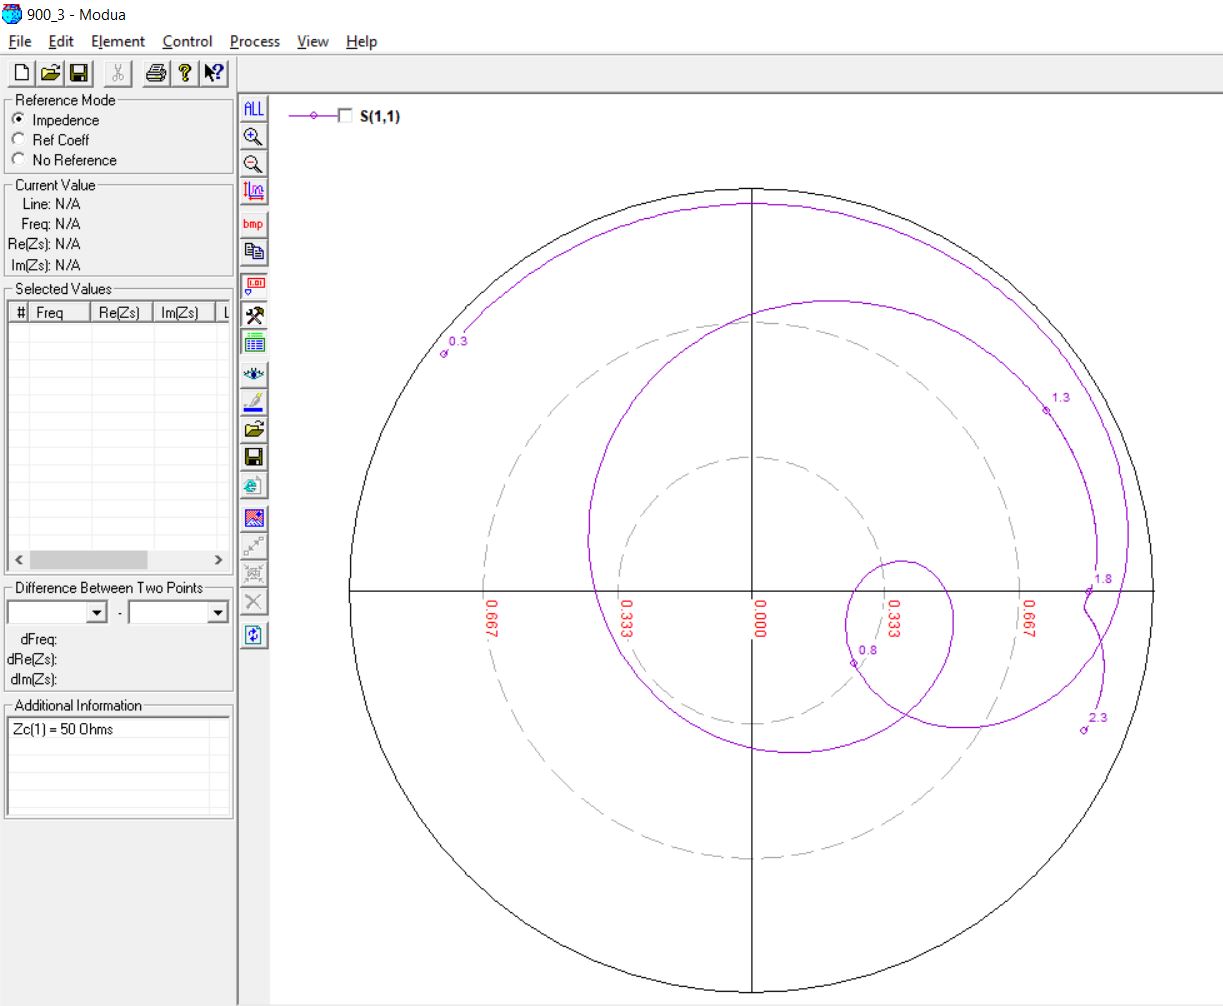 900_3 - Modua
File Edit Element Control Process View Help
Reference Mode
Impedence
Ref Coeff
No Reference
Current Value
Line: N/A
Freq: N/A
Re(Zs): N/A
Im(Zs): N/A
Selected Values
# Freq Re(Zs) Im(Zs) L
Difference Between Two Points
-
dFreq:
dRe(Zs):
dIm(Zs):
Additional Information
Zc(1) = 50 Ohms
ALL
bmp
1.01
S(1,1)
0.3
1.3
1.8
0.667
0.333
0.000
0.333
0.667
0.8
2.3